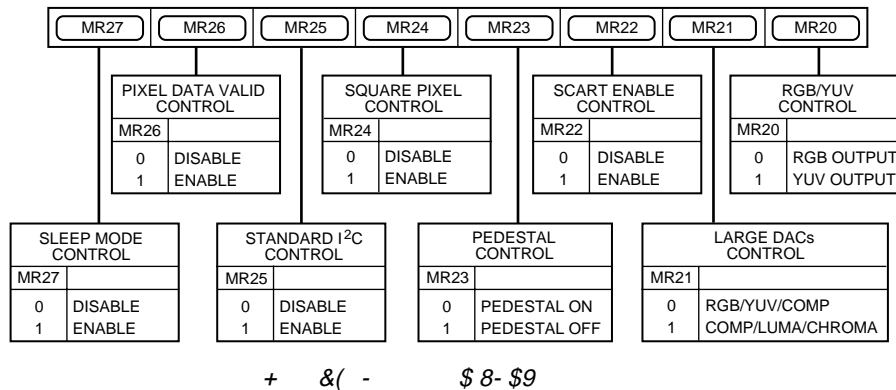 MR27 MR26 MR25 MR24 MR23 MR22 MR21 MR20
PIXEL DATA VALID
CONTROL
MR26
0 DISABLE
1 ENABLE
SQUARE PIXEL
CONTROL
MR24
0 DISABLE
1 ENABLE
SCART ENABLE
CONTROL
MR22
0 DISABLE
1 ENABLE
RGB/YUV
CONTROL
MR20
0 RGB OUTPUT
1 YUV OUTPUT
SLEEP MODE
CONTROL
MR27
0 DISABLE
1 ENABLE
STANDARD I²C
CONTROL
MR25
0 DISABLE
1 ENABLE
PEDESTAL
CONTROL
MR23
0 PEDESTAL ON
1 PEDESTAL OFF
LARGE DACs
CONTROL
MR21
0 RGB/YUV/COMP
1 COMP/LUMA/CHROMA
+ &( - $ 8- $9